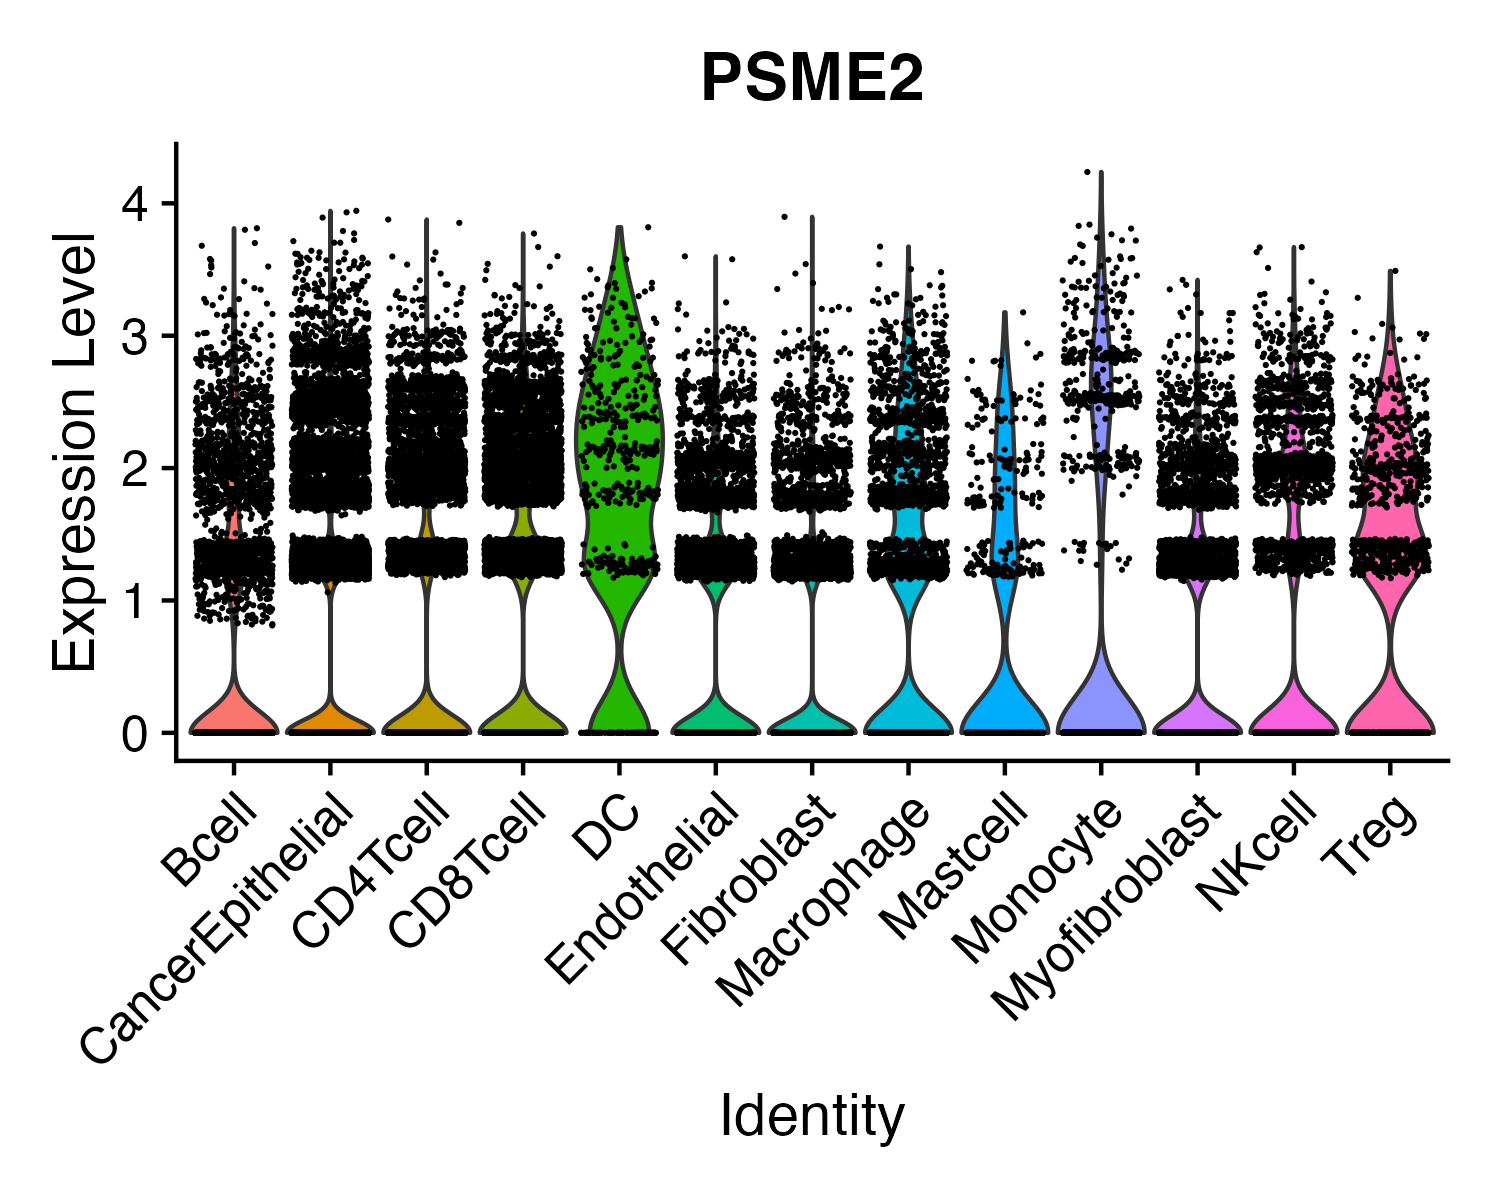 PSME2
Expression Level
4
3
2
1
0
Bcell
CancerEpithelial
CD4Tcell
CD8Tcell
DC
Endothelial
Fibroblast
Macrophage
Mastcell
Monocyte
Myofibroblast
NKcell
Treg
Identity